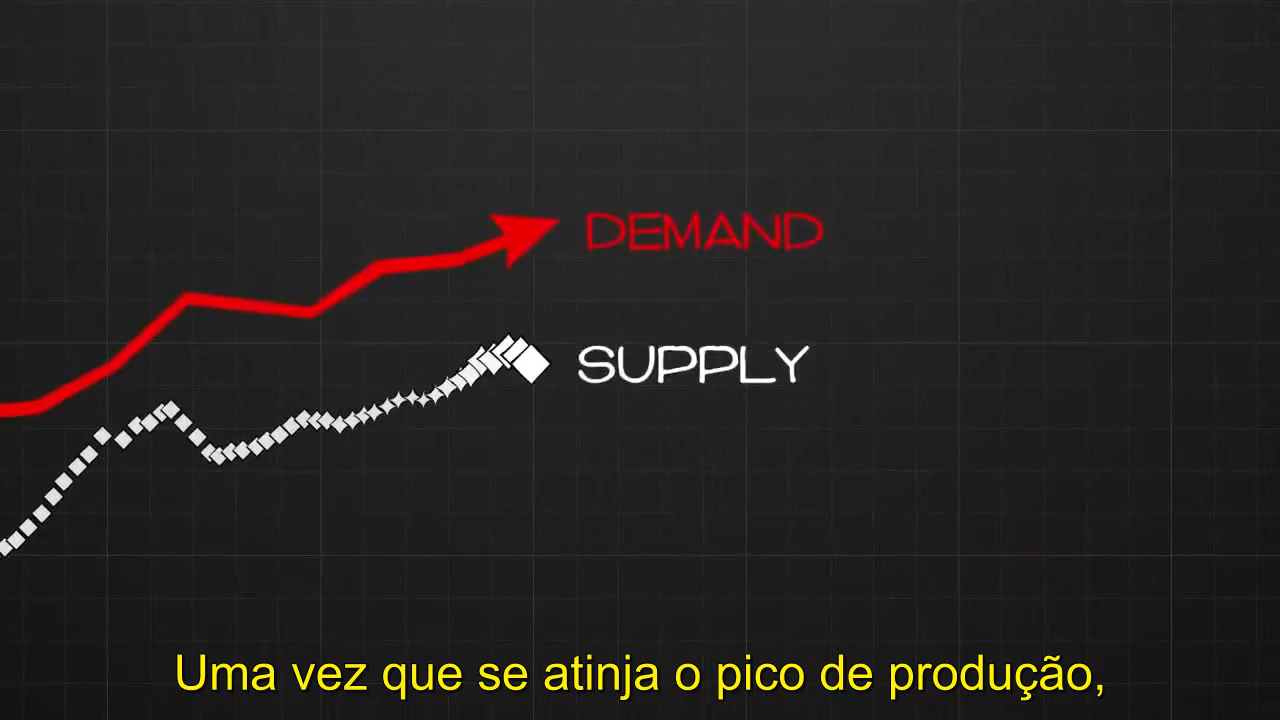 DEMAND
SUPPLY
Uma vez que se atinja o pico de produção,